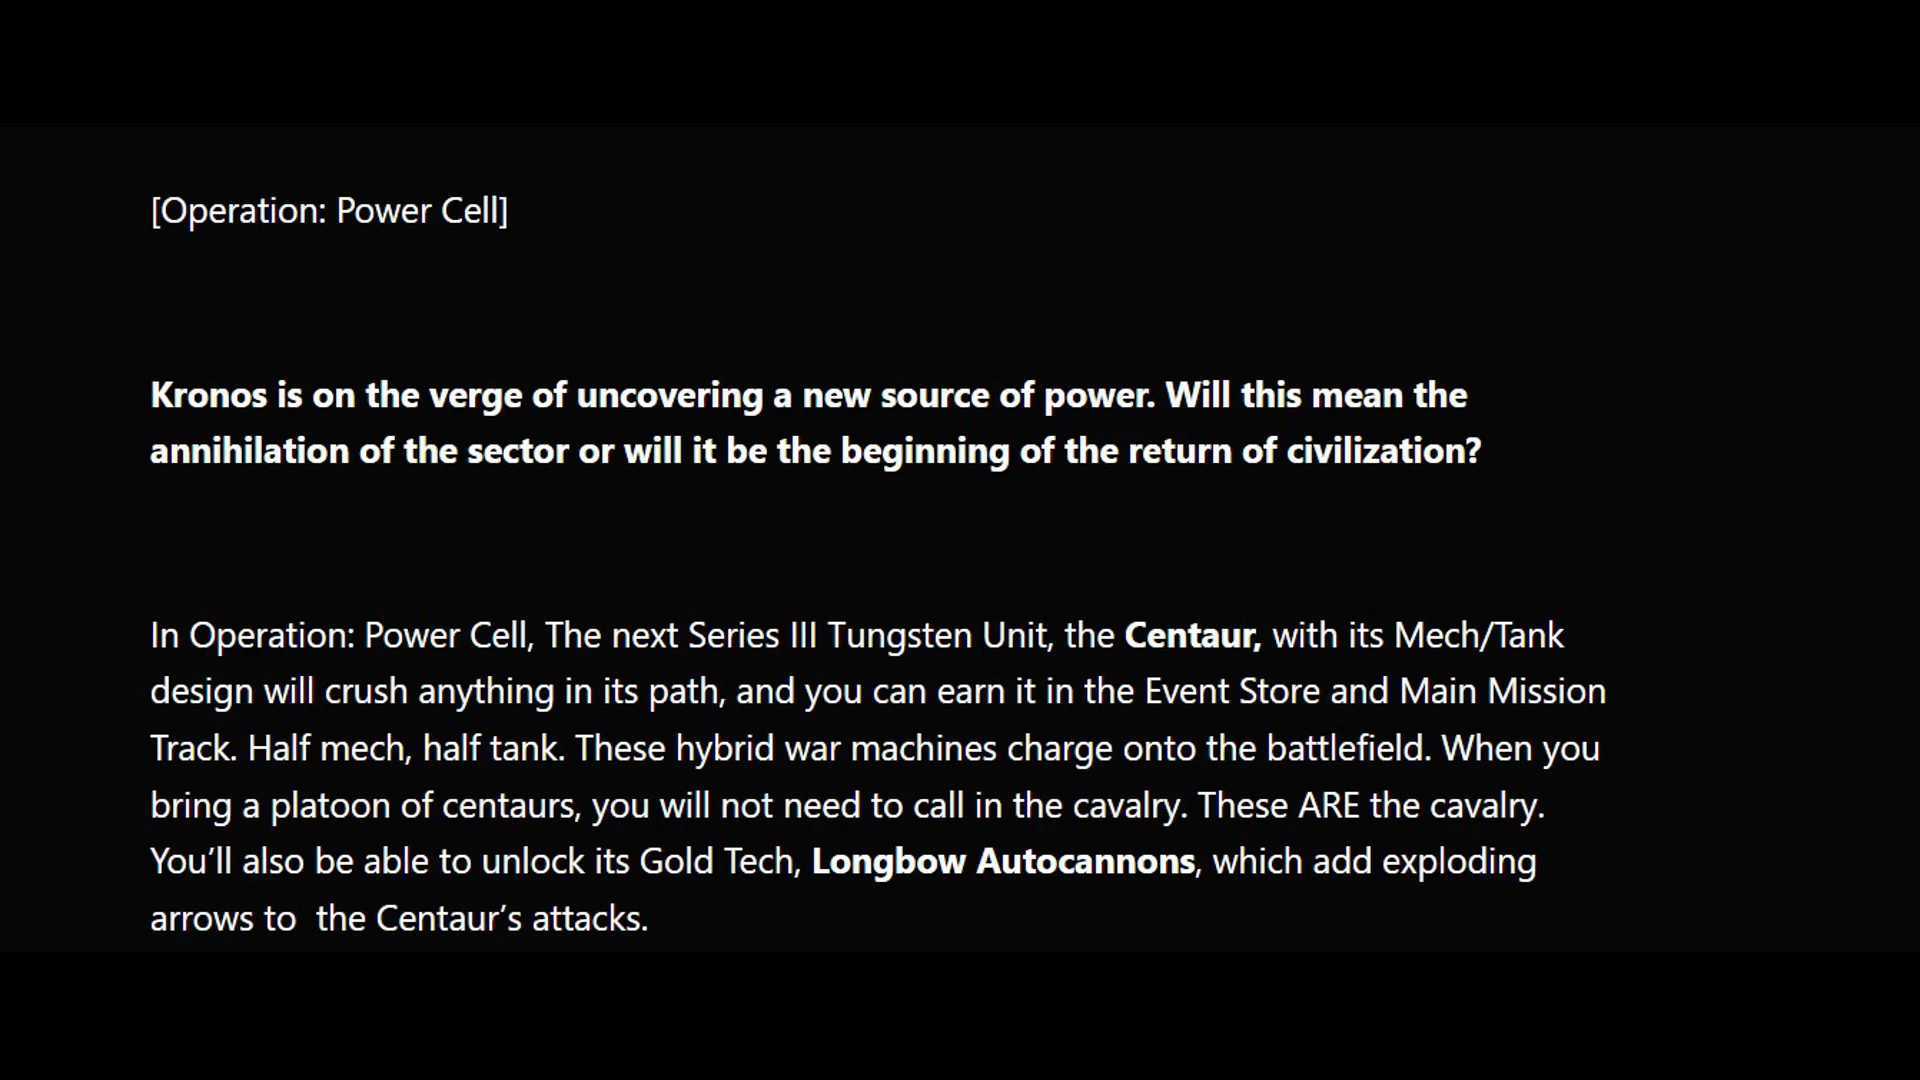 [Operation: Power Cell]
Kronos is on the verge of uncovering a new source of power. Will this mean the
annihilation of the sector or will it be the beginning of the return of civilization?
In Operation: Power Cell, The next Series III Tungsten Unit, the Centaur, with its Mech/Tank
design will crush anything in its path, and you can earn it in the Event Store and Main Mission
Track. Half mech, half tank. These hybrid war machines charge onto the battlefield. When you
bring a platoon of centaurs, you will not need to call in the cavalry. These ARE the cavalry.
You’ll also be able to unlock its Gold Tech, Longbow Autocannons, which add exploding
arrows to  the Centaur’s attacks.